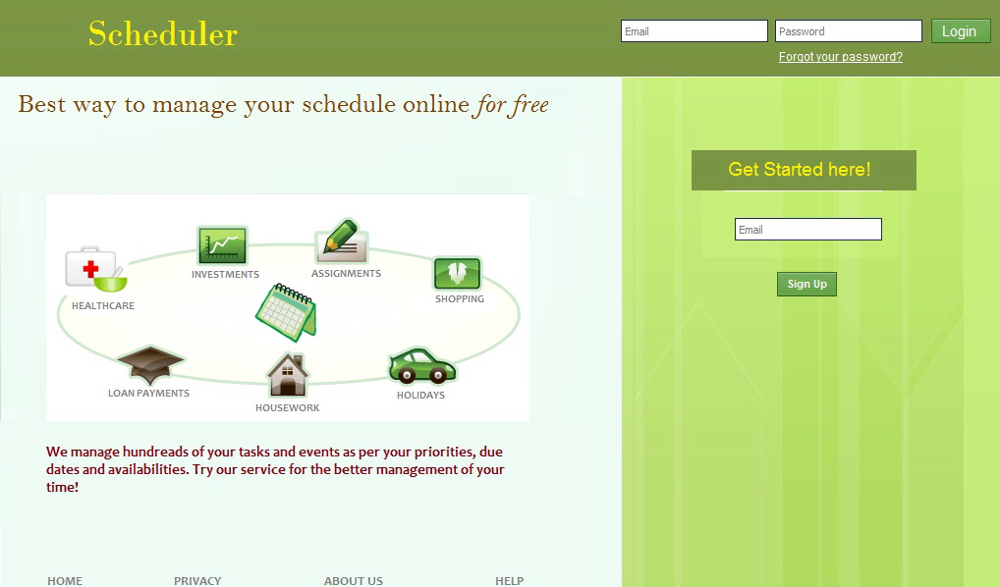 Scheduler
Email
Password
Login
Forgot your password?
Best way to manage your schedule online for free
Get Started here!
Email
Sign Up
INVESTMENTS
ASSIGNMENTS
HEALTHCARE
SHOPPING
LOAN PAYMENTS
HOUSEWORK
HOLIDAYS
We manage hundreads of your tasks and events as per your priorities, due
dates and availabilities. Try our service for the better management of your
time!
HOME
PRIVACY
ABOUT US
HELP